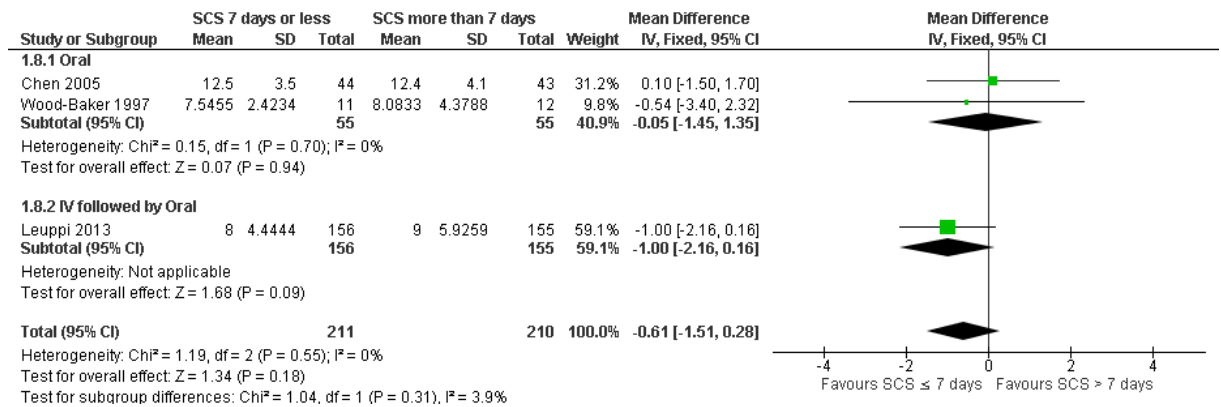 SCS 7 days or less SCS more than 7 days Mean Difference Mean Difference
Study or Subgroup Mean SD Total Mean SD Total Weight IV, Fixed, 95% CI IV, Fixed, 95% CI
1.8.1 Oral
Chen 2005 12.5 3.5 44 12.4 4.1 43 31.2% 0.10 [-1.50, 1.70]
Wood-Baker 1997 7.5455 2.4234 11 8.0833 4.3788 12 9.8% -0.54 [-3.40, 2.32]
Subtotal (95% CI) 55 55 40.9% -0.05 [-1.45, 1.35]
Heterogeneity: Chi² = 0.15, df = 1 (P = 0.70); I² = 0%
Test for overall effect: Z = 0.07 (P = 0.94)
1.8.2 IV followed by Oral
Leuppi 2013 8 4.4444 156 9 5.9259 155 59.1% -1.00 [-2.16, 0.16]
Subtotal (95% CI) 156 155 59.1% -1.00 [-2.16, 0.16]
Heterogeneity: Not applicable
Test for overall effect: Z = 1.68 (P = 0.09)
Total (95% CI) 211 210 100.0% -0.61 [-1.51, 0.28]
Heterogeneity: Chi² = 1.19, df = 2 (P = 0.55); I² = 0%
Test for overall effect: Z = 1.34 (P = 0.18)
Test for subgroup differences: Chi² = 1.04, df = 1 (P = 0.31), I² = 3.9%
-4 -2 0 2 4
Favours SCS ≤ 7 days Favours SCS > 7 days